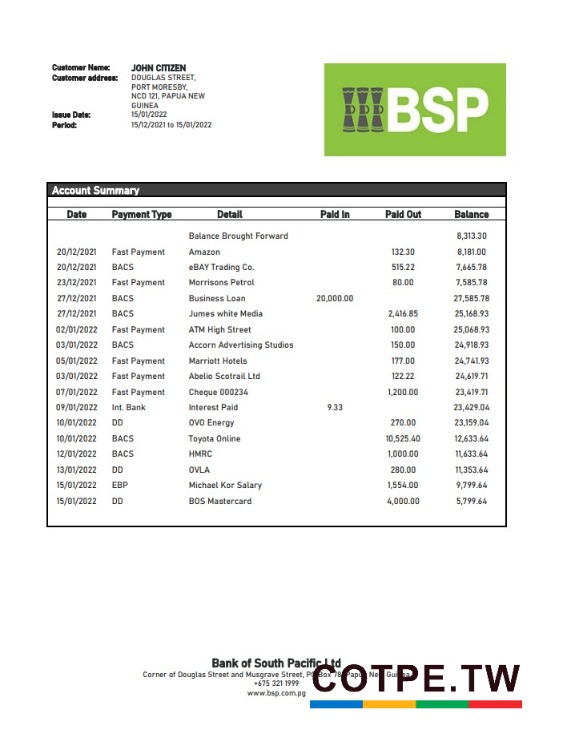 Customer Name: JOHN CITIZEN
Customer address: DOUGLAS STREET,
PORT MORESBY,
NCD 121, PAPUA NEW
GUINEA
Issue Date: 15/01/2022
Period: 15/12/2021 to 15/01/2022
BSP
Account Summary
Date Payment Type Detail Paid In Paid Out Balance
Balance Brought Forward 8,313.30
20/12/2021 Fast Payment Amazon 132.30 8,181.00
20/12/2021 BACS eBAY Trading Co. 515.22 7,665.78
23/12/2021 Fast Payment Morrisons Petrol 80.00 7,585.78
27/12/2021 BACS Business Loan 20,000.00 27,585.78
27/12/2021 BACS Jumes white Media 2,416.85 25,168.93
02/01/2022 Fast Payment ATM High Street 100.00 25,068.93
03/01/2022 BACS Accorn Advertising Studios 150.00 24,918.93
05/01/2022 Fast Payment Marriott Hotels 177.00 24,741.93
03/01/2022 Fast Payment Abelio Scotrail Ltd 122.22 24,619.71
07/01/2022 Fast Payment Cheque 000234 1,200.00 23,419.71
09/01/2022 Int. Bank Interest Paid 9.33 23,429.04
10/01/2022 DD OVO Energy 270.00 23,159.04
10/01/2022 BACS Toyota Online 10,525.40 12,633.64
12/01/2022 BACS HMRC 1,000.00 11,633.64
13/01/2022 DD OVLA 280.00 11,353.64
15/01/2022 EBP Michael Kor Salary 1,554.00 9,799.64
15/01/2022 DD BOS Mastercard 4,000.00 5,799.64
Bank of South Pacific Ltd
Corner of Douglas Street and Musgrave Street, PO Box 78, Papua New Guinea
+675 321 1999
www.bsp.com.pg
COTPE.TW